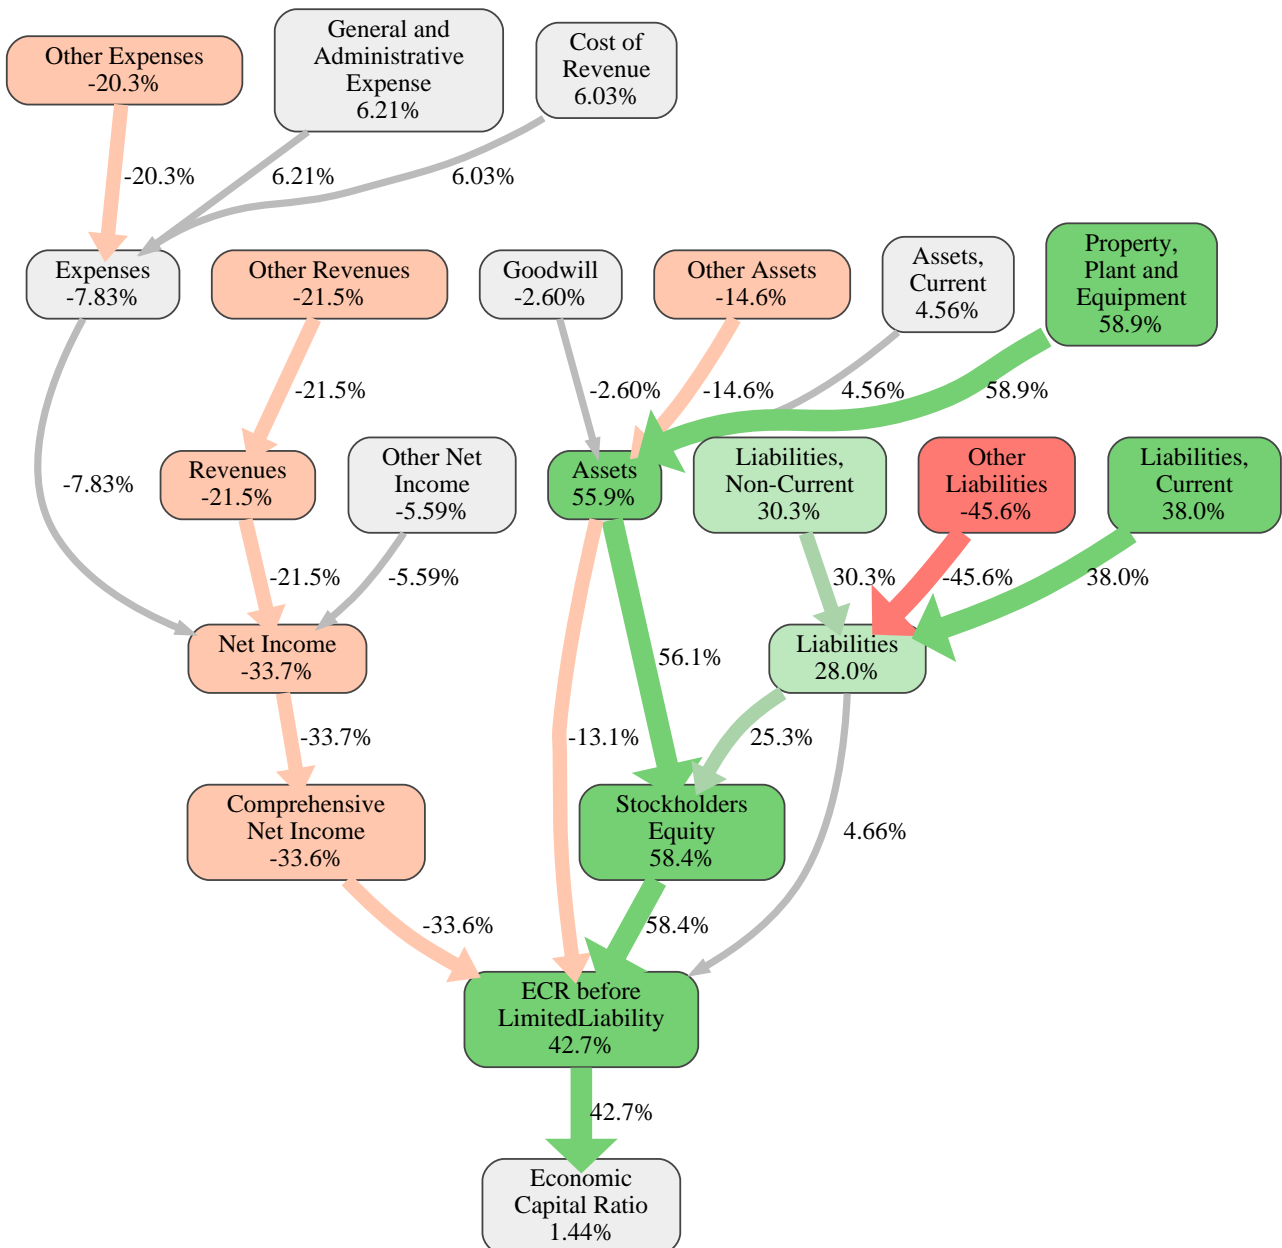 General and
Administrative
Expense
6.21%
Cost of
Revenue
6.03%
Other Expenses
-20.3%
-20.3%
6.21%
6.03%
Expenses
-7.83%
Other Revenues
-21.5%
Goodwill
-2.60%
Other Assets
-14.6%
Assets,
Current
4.56%
Property,
Plant and
Equipment
58.9%
-21.5%
-2.60%
-14.6%
4.56%
58.9%
-7.83%
Revenues
-21.5%
Other Net
Income
-5.59%
Assets
55.9%
Liabilities,
Non-Current
30.3%
Other
Liabilities
-45.6%
Liabilities,
Current
38.0%
-21.5%
-5.59%
30.3%
-45.6%
38.0%
Net Income
-33.7%
56.1%
Liabilities
28.0%
-33.7%
-13.1%
25.3%
4.66%
Comprehensive
Net Income
-33.6%
Stockholders
Equity
58.4%
-33.6%
58.4%
ECR before
LimitedLiability
42.7%
42.7%
Economic
Capital Ratio
1.44%